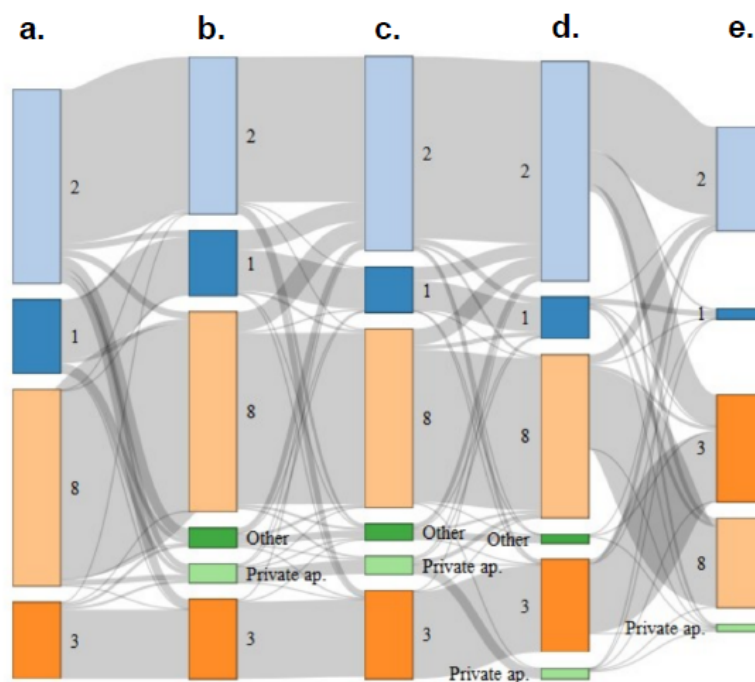 a. b. c. d. e.
2 2 2 2 2
1 1 1 1 1
8 8 8 8 3
Other Other Other 8
Private ap. Private ap. Private ap.
3 3 3 3
Private ap.